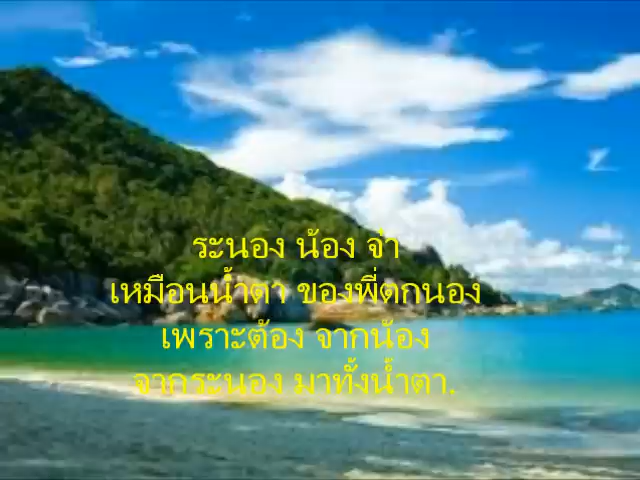 ระนอง น้อง จ๋า
เหมือนน้ำตา ของพี่ตกนอง
เพราะต้อง จากน้อง
จากระนอง มาทั้งน้ำตา.